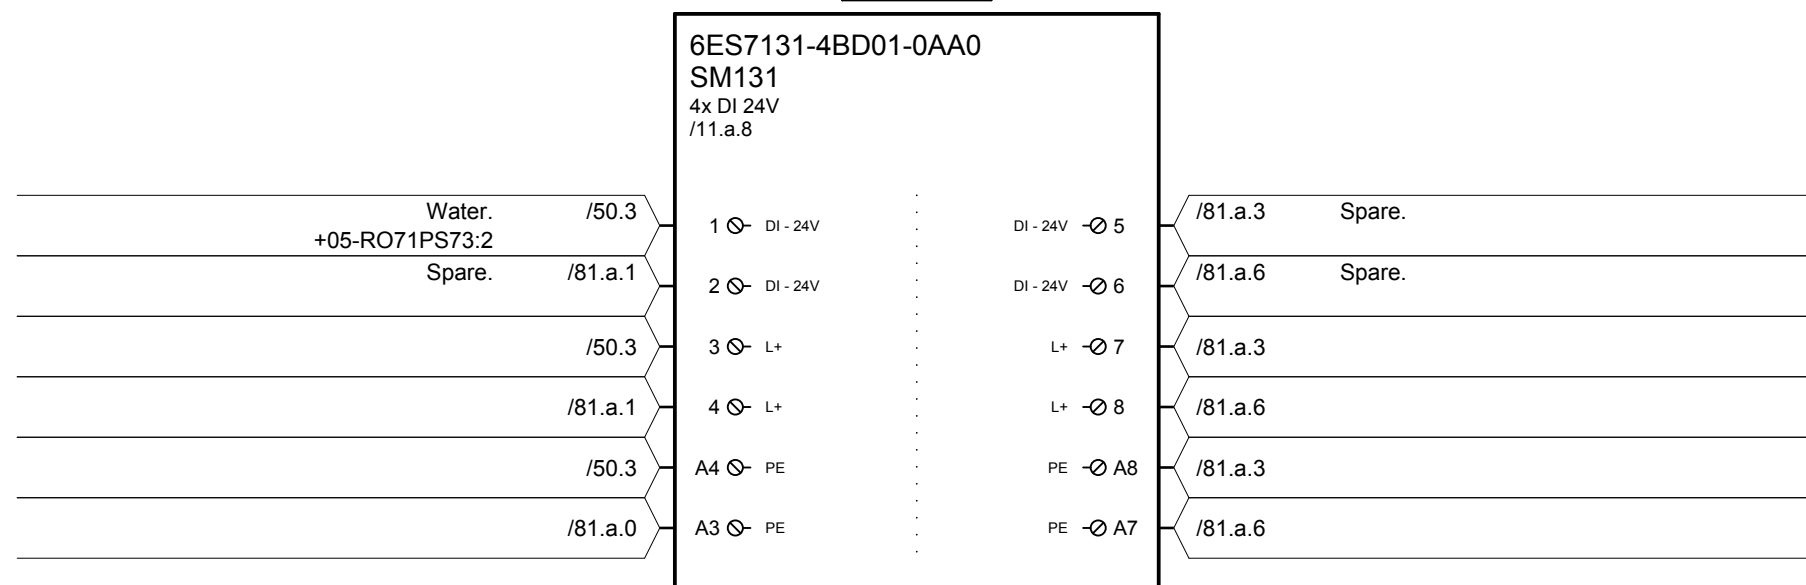 6ES7131-4BD01-0AA0
SM131
4x DI 24V
/11.a.8
Water. /50.3 1 DI - 24V DI - 24V 5 /81.a.3 Spare.
+05-RO71PS73:2
Spare. /81.a.1 2 DI - 24V DI - 24V 6 /81.a.6 Spare.
/50.3 3 L+ L+ 7 /81.a.3
/81.a.1 4 L+ L+ 8 /81.a.6
/50.3 A4 PE PE A8 /81.a.3
/81.a.0 A3 PE PE A7 /81.a.6